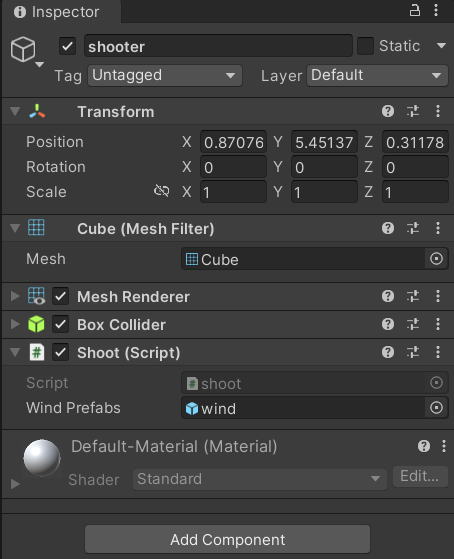 Inspector
shooter Static
Tag Untagged Layer Default
Transform
Position X 0.87076 Y 5.45137 Z 0.31178
Rotation X 0 Y 0 Z 0
Scale X 1 Y 1 Z 1
Cube (Mesh Filter)
Mesh Cube
Mesh Renderer
Box Collider
Shoot (Script)
Script shoot
Wind Prefabs wind
Default-Material (Material)
Shader Standard Edit...
Add Component